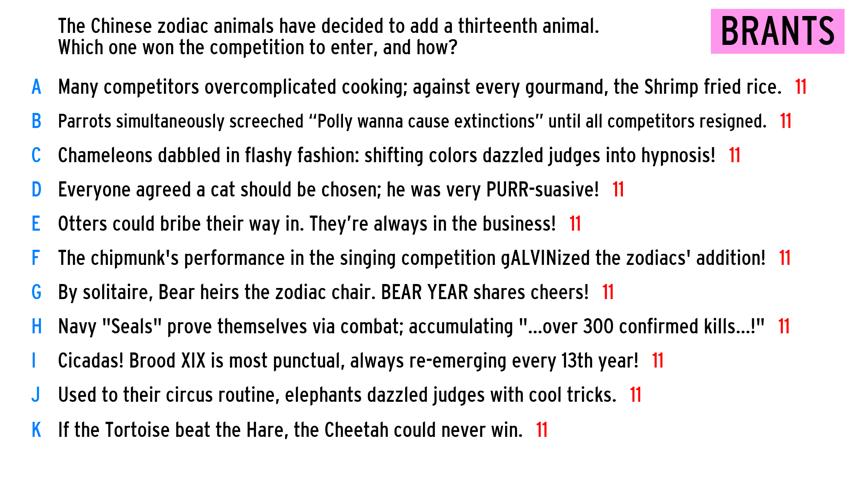 The Chinese zodiac animals have decided to add a thirteenth animal.
Which one won the competition to enter, and how?
BRANTS
A Many competitors overcomplicated cooking; against every gourmand, the Shrimp fried rice. 11
B Parrots simultaneously screeched “Polly wanna cause extinctions” until all competitors resigned. 11
C Chameleons dabbled in flashy fashion: shifting colors dazzled judges into hypnosis! 11
D Everyone agreed a cat should be chosen; he was very PURR-suasive! 11
E Otters could bribe their way in. They’re always in the business! 11
F The chipmunk's performance in the singing competition gALVINized the zodiacs' addition! 11
G By solitaire, Bear heirs the zodiac chair. BEAR YEAR shares cheers! 11
H Navy "Seals" prove themselves via combat; accumulating "...over 300 confirmed kills...!" 11
I Cicadas! Brood XIX is most punctual, always re-emerging every 13th year! 11
J Used to their circus routine, elephants dazzled judges with cool tricks. 11
K If the Tortoise beat the Hare, the Cheetah could never win. 11